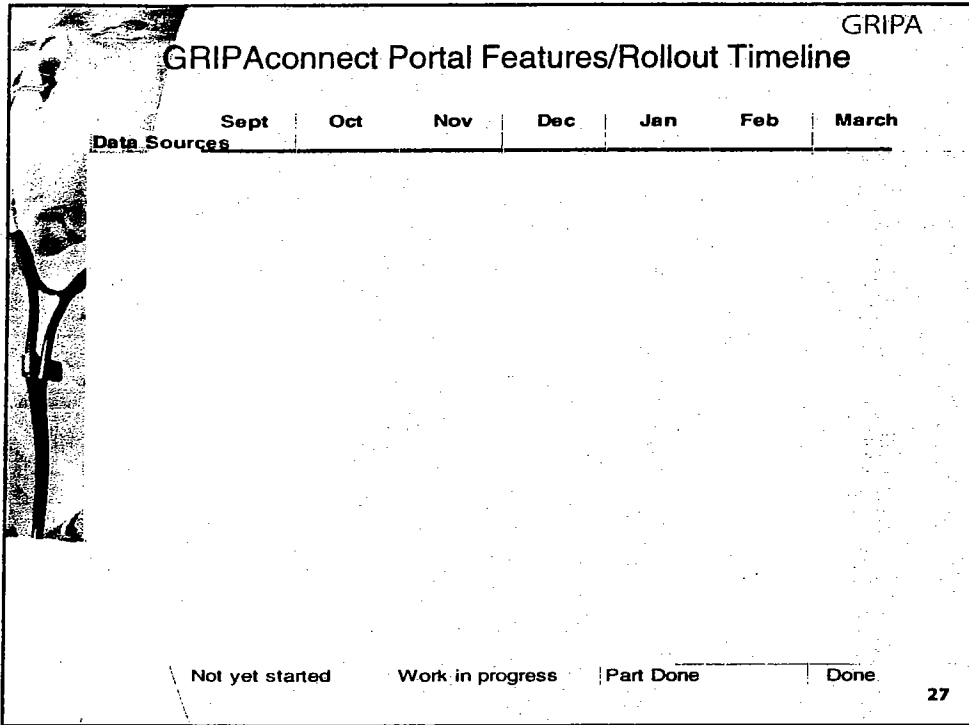 GRIPA
GRIPAconnect Portal Features/Rollout Timeline
Sept Oct Nov Dec Jan Feb March
Data Sources
Not yet started Work in progress Part Done Done
27